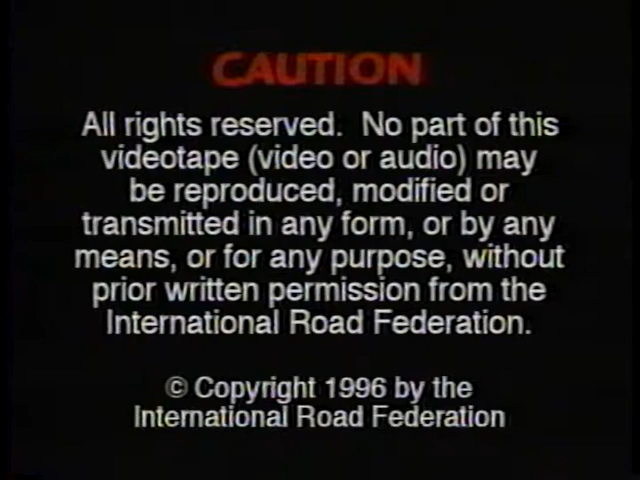 CAUTION
All rights reserved. No part of this
videotape (video or audio) may
be reproduced, modified or
transmitted in any form, or by any
means, or for any purpose, without
prior written permission from the
International Road Federation.
© Copyright 1996 by the
International Road Federation